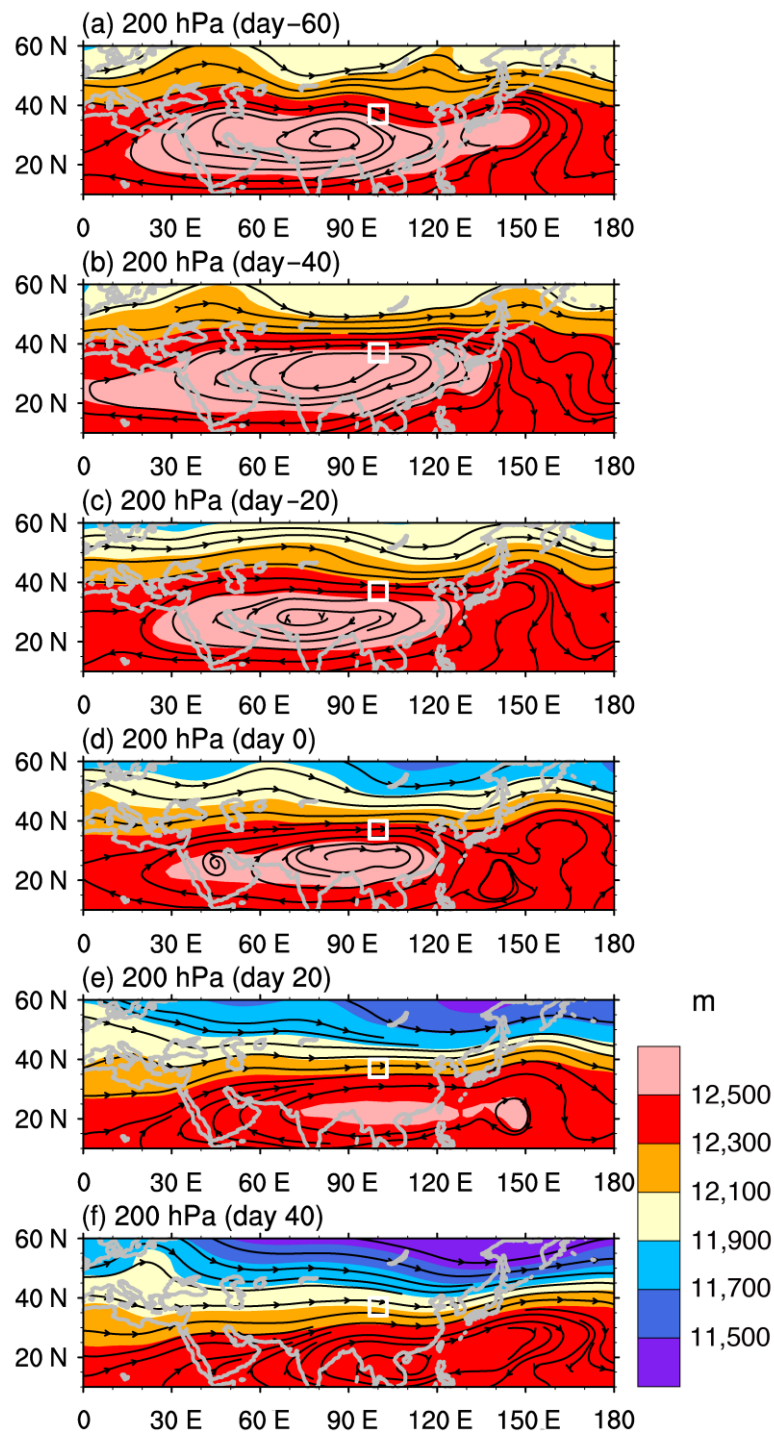 (a) 200 hPa (day−60)
60 N
40 N
20 N
0 30 E 60 E 90 E 120 E 150 E 180
(b) 200 hPa (day−40)
60 N
40 N
20 N
0 30 E 60 E 90 E 120 E 150 E 180
(c) 200 hPa (day−20)
60 N
40 N
20 N
0 30 E 60 E 90 E 120 E 150 E 180
(d) 200 hPa (day 0)
60 N
40 N
20 N
0 30 E 60 E 90 E 120 E 150 E 180
(e) 200 hPa (day 20)
60 N
40 N
20 N
0 30 E 60 E 90 E 120 E 150 E 180
(f) 200 hPa (day 40)
60 N
40 N
20 N
0 30 E 60 E 90 E 120 E 150 E 180
m
12,500
12,300
12,100
11,900
11,700
11,500